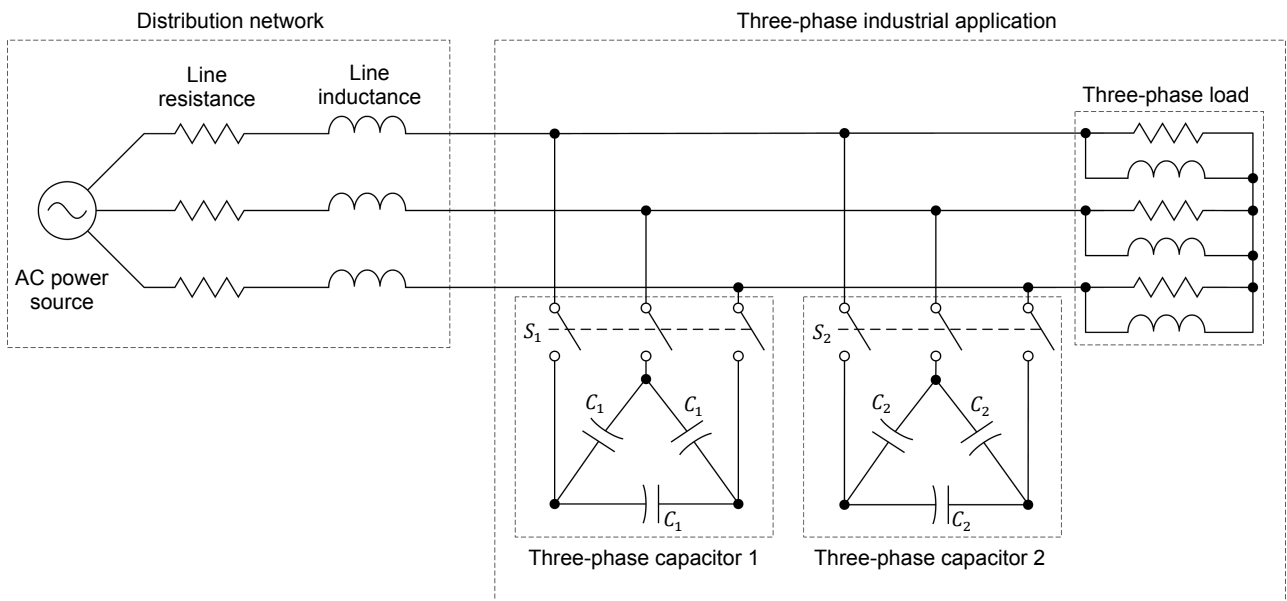 Distribution network
Three-phase industrial application
Line
resistance
Line
inductance
Three-phase load
AC power
source
S₁
S₂
C₁
C₁
C₁
C₂
C₂
C₂
Three-phase capacitor 1
Three-phase capacitor 2